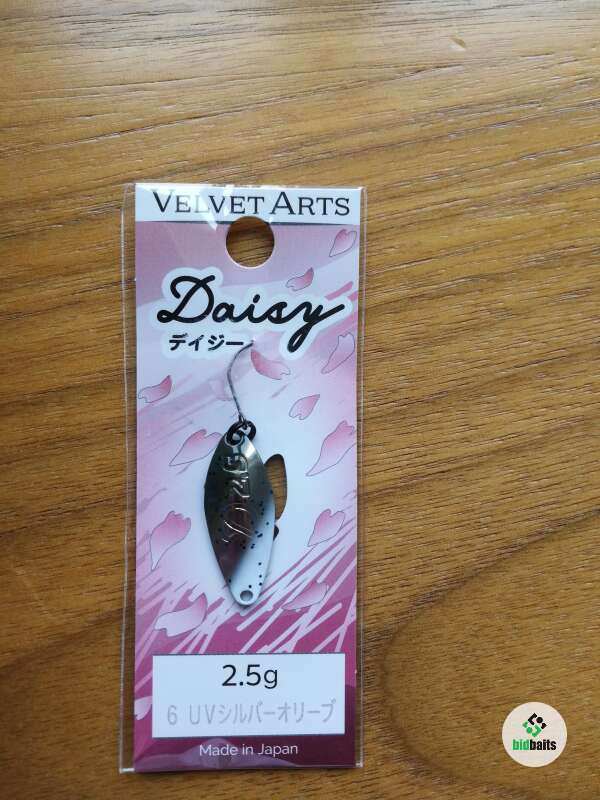 VELVET ARTS
Daisy
デイジー
2.5g
6 UVシルバーオリーブ
Made in Japan
bidbaits